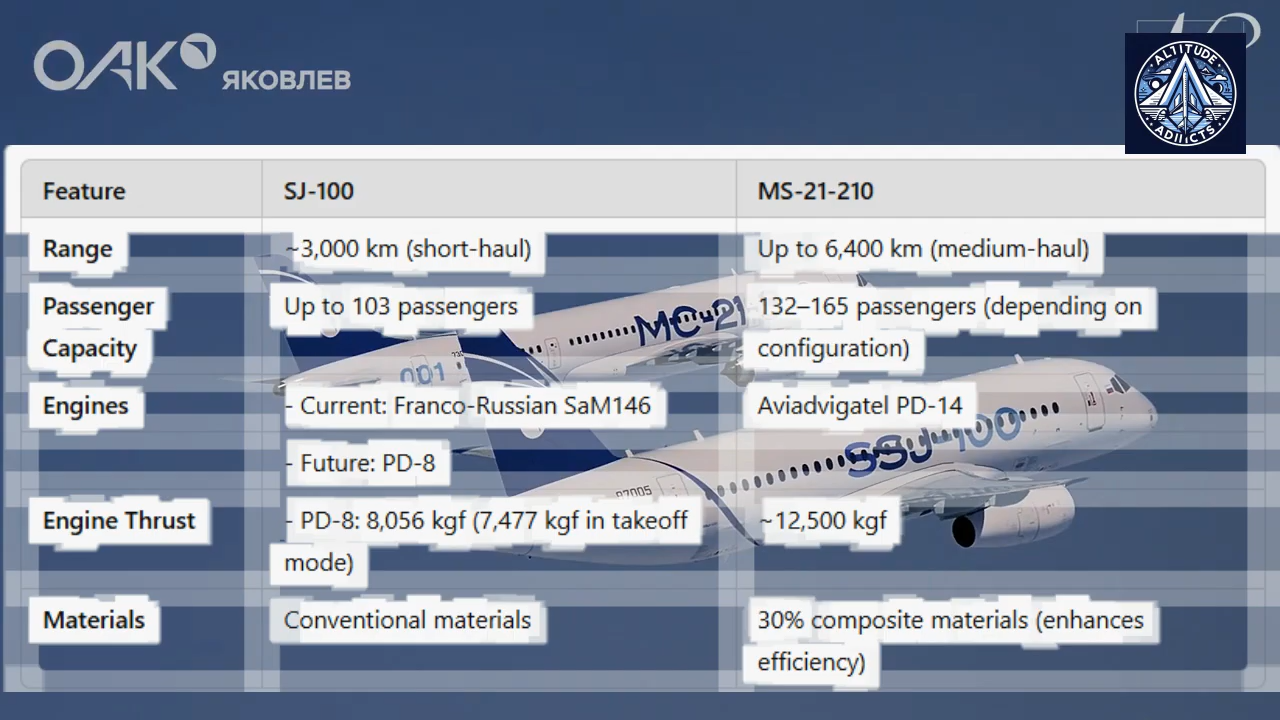 ОАК
ЯКОВЛЕВ
ALTITUDE
ADIICTS
Feature SJ-100 MS-21-210
Range ~3,000 km (short-haul) Up to 6,400 km (medium-haul)
Passenger Up to 103 passengers 132–165 passengers (depending on
Capacity configuration)
Engines - Current: Franco-Russian SaM146 Aviadvigatel PD-14
- Future: PD-8
Engine Thrust - PD-8: 8,056 kgf (7,477 kgf in takeoff ~12,500 kgf
mode)
Materials Conventional materials 30% composite materials (enhances
efficiency)
МС-21
001
SSJ-100
97005